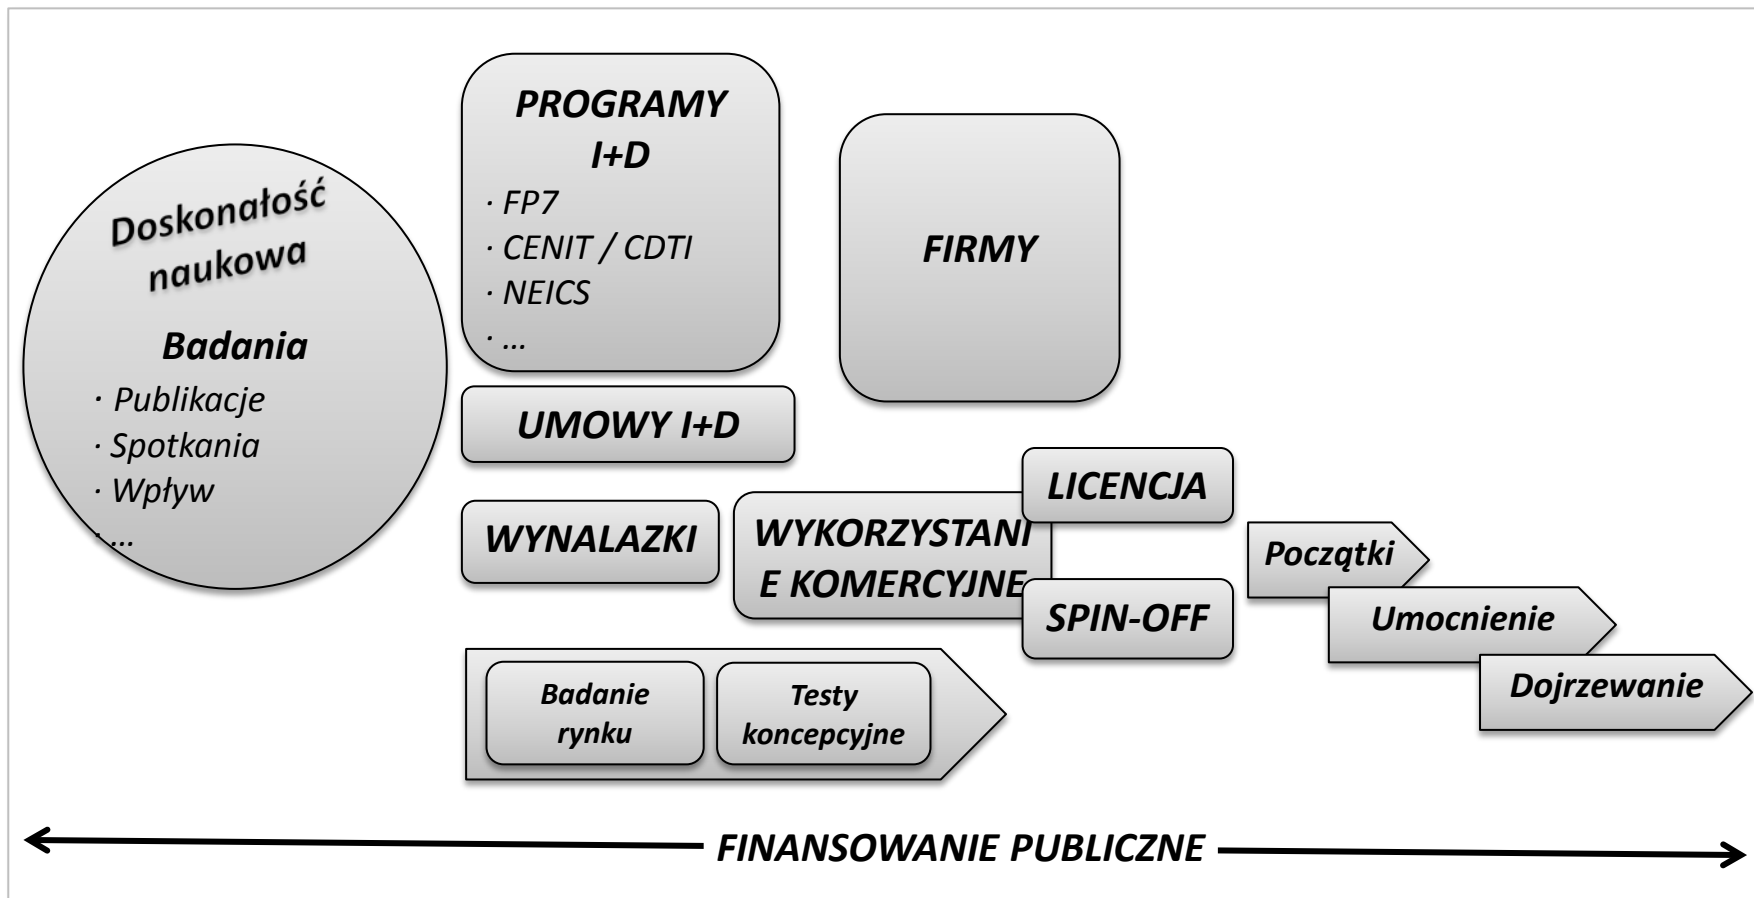 Doskonałość
naukowa
Badania
· Publikacje
· Spotkania
· Wpływ
· ...
PROGRAMY
I+D
· FP7
· CENIT / CDTI
· NEICS
· ...
FIRMY
UMOWY I+D
WYNALAZKI
WYKORZYSTANI
E KOMERCYJNE
LICENCJA
SPIN-OFF
Początki
Umocnienie
Dojrzewanie
Badanie
rynku
Testy
koncepcyjne
FINANSOWANIE PUBLICZNE